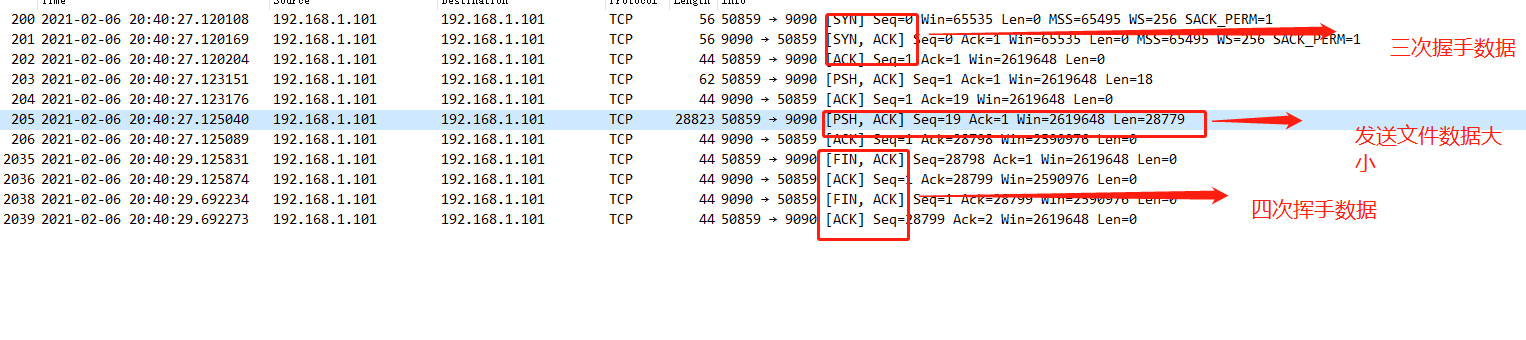 Time Source Destination Protocol Length Info
200 2021-02-06 20:40:27.120108 192.168.1.101 192.168.1.101 TCP 56 50859 → 9090 [SYN] Seq=0 Win=65535 Len=0 MSS=65495 WS=256 SACK_PERM=1
201 2021-02-06 20:40:27.120169 192.168.1.101 192.168.1.101 TCP 56 9090 → 50859 [SYN, ACK] Seq=0 Ack=1 Win=65535 Len=0 MSS=65495 WS=256 SACK_PERM=1
三次握手数据
202 2021-02-06 20:40:27.120204 192.168.1.101 192.168.1.101 TCP 44 50859 → 9090 [ACK] Seq=1 Ack=1 Win=2619648 Len=0
203 2021-02-06 20:40:27.123151 192.168.1.101 192.168.1.101 TCP 62 50859 → 9090 [PSH, ACK] Seq=1 Ack=1 Win=2619648 Len=18
204 2021-02-06 20:40:27.123176 192.168.1.101 192.168.1.101 TCP 44 9090 → 50859 [ACK] Seq=1 Ack=19 Win=2619648 Len=0
205 2021-02-06 20:40:27.125040 192.168.1.101 192.168.1.101 TCP 28823 50859 → 9090 [PSH, ACK] Seq=19 Ack=1 Win=2619648 Len=28779
206 2021-02-06 20:40:27.125089 192.168.1.101 192.168.1.101 TCP 44 9090 → 50859 [ACK] Seq=1 Ack=28798 Win=2590976 Len=0
发送文件数据大
小
2035 2021-02-06 20:40:29.125831 192.168.1.101 192.168.1.101 TCP 44 50859 → 9090 [FIN, ACK] Seq=28798 Ack=1 Win=2619648 Len=0
2036 2021-02-06 20:40:29.125874 192.168.1.101 192.168.1.101 TCP 44 9090 → 50859 [ACK] Seq=1 Ack=28799 Win=2590976 Len=0
2038 2021-02-06 20:40:29.692224 192.168.1.101 192.168.1.101 TCP 44 9090 → 50859 [FIN, ACK] Seq=1 Ack=28799 Win=2590976 Len=0
四次挥手数据
2039 2021-02-06 20:40:29.692273 192.168.1.101 192.168.1.101 TCP 44 50859 → 9090 [ACK] Seq=28799 Ack=2 Win=2619648 Len=0